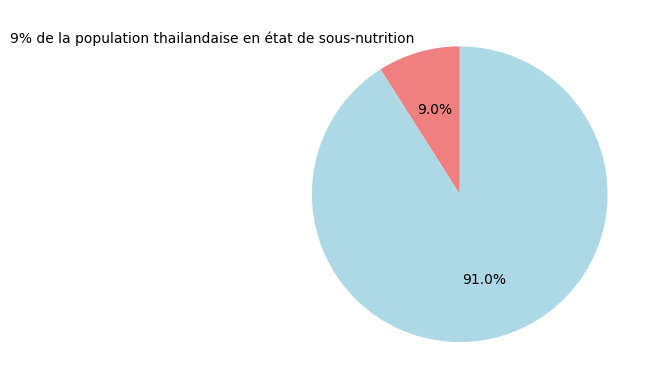 9% de la population thailandaise en état de sous-nutrition
9.0%
91.0%